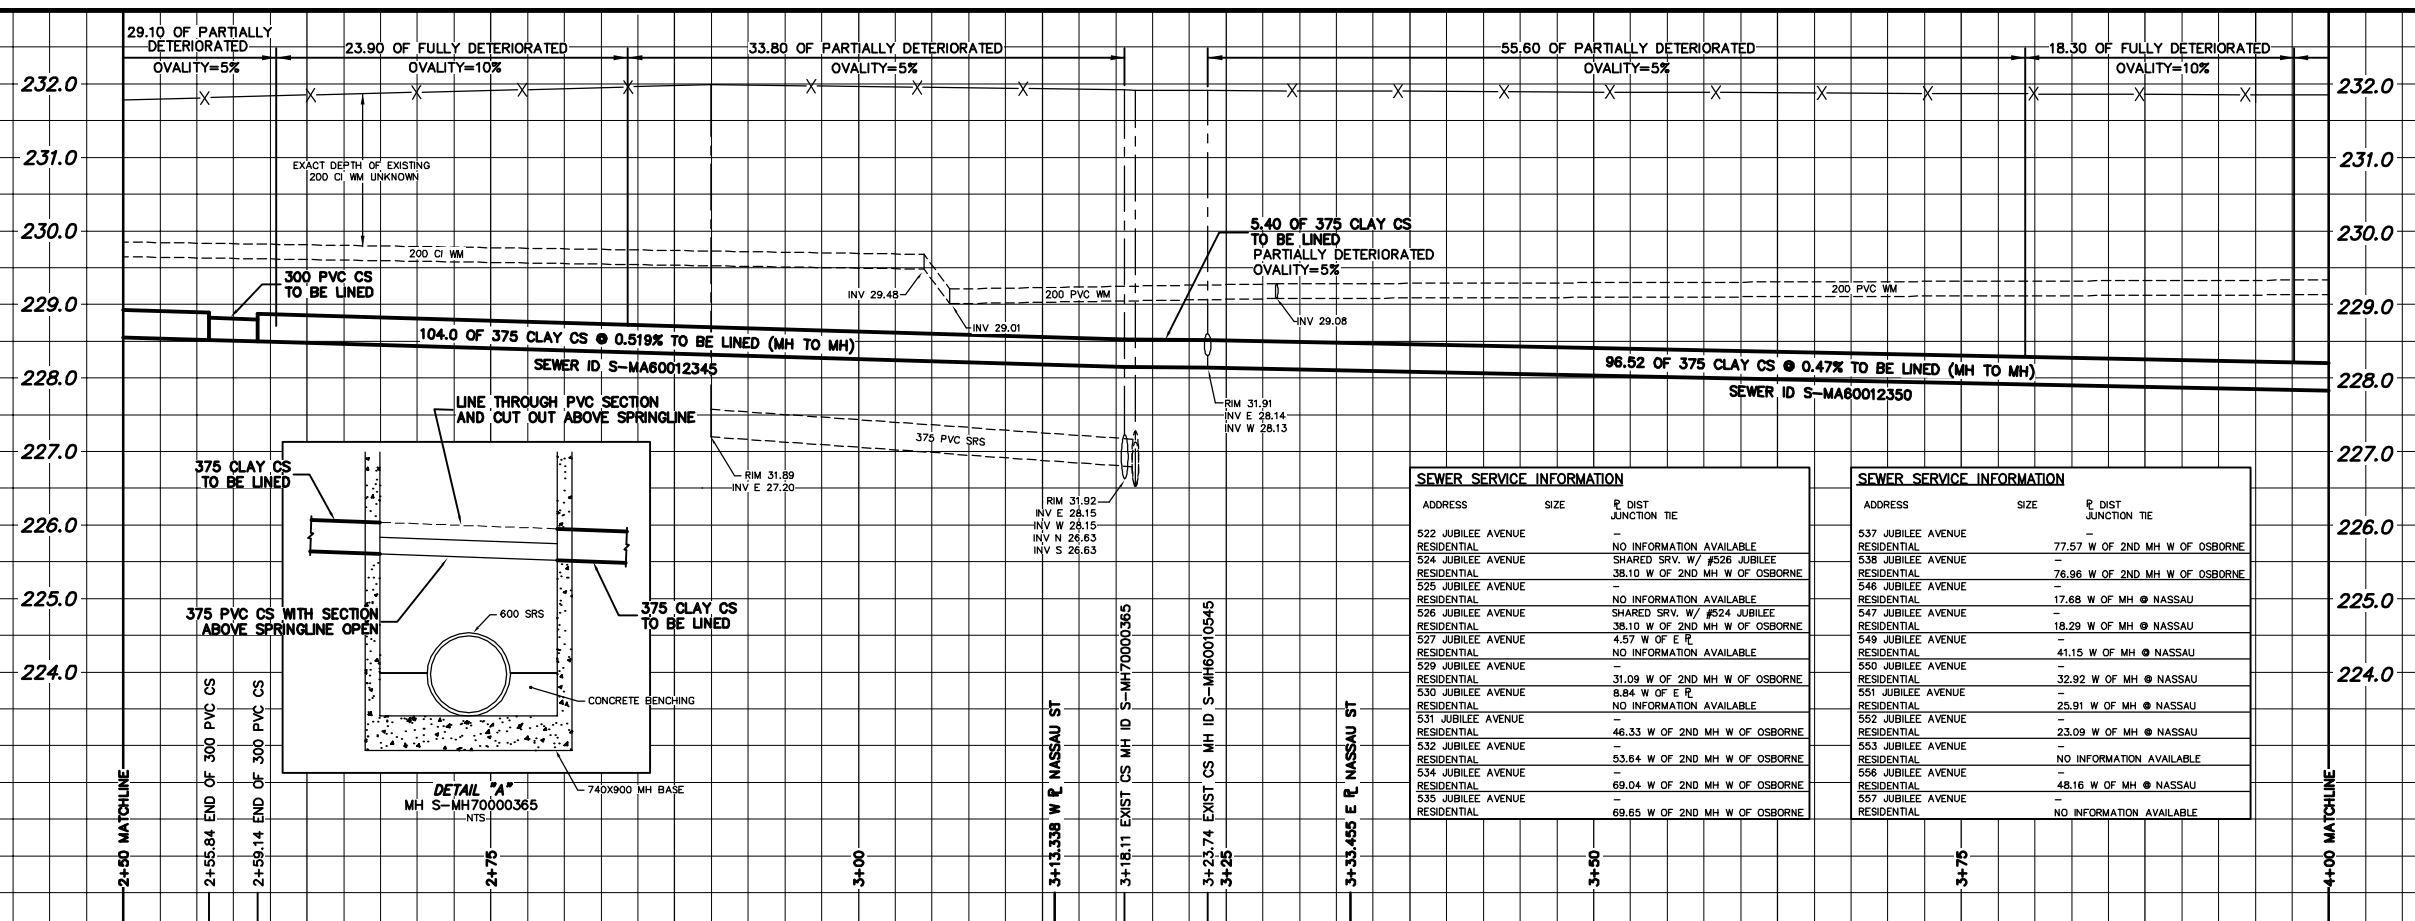 29.10 OF PARTIALLY
DETERIORATED
OVALITY=5%
23.90 OF FULLY DETERIORATED
OVALITY=10%
33.80 OF PARTIALLY DETERIORATED
OVALITY=5%
55.60 OF PARTIALLY DETERIORATED
OVALITY=5%
18.30 OF FULLY DETERIORATED
OVALITY=10%
232.0
231.0
230.0
229.0
228.0
227.0
226.0
225.0
224.0
232.0
231.0
230.0
229.0
228.0
227.0
226.0
225.0
224.0
EXACT DEPTH OF EXISTING
200 CI WM UNKNOWN
200 CI WM
300 PVC CS
TO BE LINED
INV 29.48
INV 29.01
200 PVC WM
5.40 OF 375 CLAY CS
TO BE LINED
PARTIALLY DETERIORATED
OVALITY=5%
INV 29.08
200 PVC WM
104.0 OF 375 CLAY CS @ 0.519% TO BE LINED (MH TO MH)
SEWER ID S-MA60012345
96.52 OF 375 CLAY CS @ 0.47% TO BE LINED (MH TO MH)
SEWER ID S-MA60012350
RIM 31.91
INV E 28.14
INV W 28.13
375 PVC SRS
RIM 31.89
INV E 27.20
RIM 31.92
INV E 28.15
INV W 28.15
INV N 26.63
INV S 26.63
LINE THROUGH PVC SECTION
AND CUT OUT ABOVE SPRINGLINE
375 CLAY CS
TO BE LINED
375 PVC CS WITH SECTION
ABOVE SPRINGLINE OPEN
600 SRS
375 CLAY CS
TO BE LINED
CONCRETE BENCHING
740X900 MH BASE
DETAIL "A"
MH S-MH70000365
NTS
SEWER SERVICE INFORMATION
ADDRESS SIZE PL DIST
JUNCTION TIE
522 JUBILEE AVENUE -
RESIDENTIAL NO INFORMATION AVAILABLE
524 JUBILEE AVENUE SHARED SRV. W/ #526 JUBILEE
RESIDENTIAL 38.10 W OF 2ND MH W OF OSBORNE
525 JUBILEE AVENUE -
RESIDENTIAL NO INFORMATION AVAILABLE
526 JUBILEE AVENUE SHARED SRV. W/ #524 JUBILEE
RESIDENTIAL 38.10 W OF 2ND MH W OF OSBORNE
527 JUBILEE AVENUE 4.57 W OF E PL
RESIDENTIAL NO INFORMATION AVAILABLE
529 JUBILEE AVENUE -
RESIDENTIAL 31.09 W OF 2ND MH W OF OSBORNE
530 JUBILEE AVENUE 8.84 W OF E PL
RESIDENTIAL NO INFORMATION AVAILABLE
531 JUBILEE AVENUE -
RESIDENTIAL 46.33 W OF 2ND MH W OF OSBORNE
532 JUBILEE AVENUE -
RESIDENTIAL 53.64 W OF 2ND MH W OF OSBORNE
534 JUBILEE AVENUE -
RESIDENTIAL 69.04 W OF 2ND MH W OF OSBORNE
535 JUBILEE AVENUE -
RESIDENTIAL 69.65 W OF 2ND MH W OF OSBORNE
SEWER SERVICE INFORMATION
ADDRESS SIZE PL DIST
JUNCTION TIE
537 JUBILEE AVENUE -
RESIDENTIAL 77.57 W OF 2ND MH W OF OSBORNE
538 JUBILEE AVENUE -
RESIDENTIAL 76.96 W OF 2ND MH W OF OSBORNE
546 JUBILEE AVENUE -
RESIDENTIAL 17.68 W OF MH @ NASSAU
547 JUBILEE AVENUE -
RESIDENTIAL 18.29 W OF MH @ NASSAU
549 JUBILEE AVENUE -
RESIDENTIAL 41.15 W OF MH @ NASSAU
550 JUBILEE AVENUE -
RESIDENTIAL 32.92 W OF MH @ NASSAU
551 JUBILEE AVENUE -
RESIDENTIAL 25.91 W OF MH @ NASSAU
552 JUBILEE AVENUE -
RESIDENTIAL 23.09 W OF MH @ NASSAU
553 JUBILEE AVENUE -
RESIDENTIAL NO INFORMATION AVAILABLE
556 JUBILEE AVENUE -
RESIDENTIAL 48.16 W OF MH @ NASSAU
557 JUBILEE AVENUE -
RESIDENTIAL NO INFORMATION AVAILABLE
2+50 MATCHLINE
2+55.84 END OF 300 PVC CS
2+59.14 END OF 300 PVC CS
2+75
3+00
3+13.338 W PL NASSAU ST
3+18.11 EXIST CS MH ID S-MH70000365
3+23.74 EXIST CS MH ID S-MH60010545
3+25
3+33.455 E PL NASSAU ST
3+50
3+75
4+00 MATCHLINE